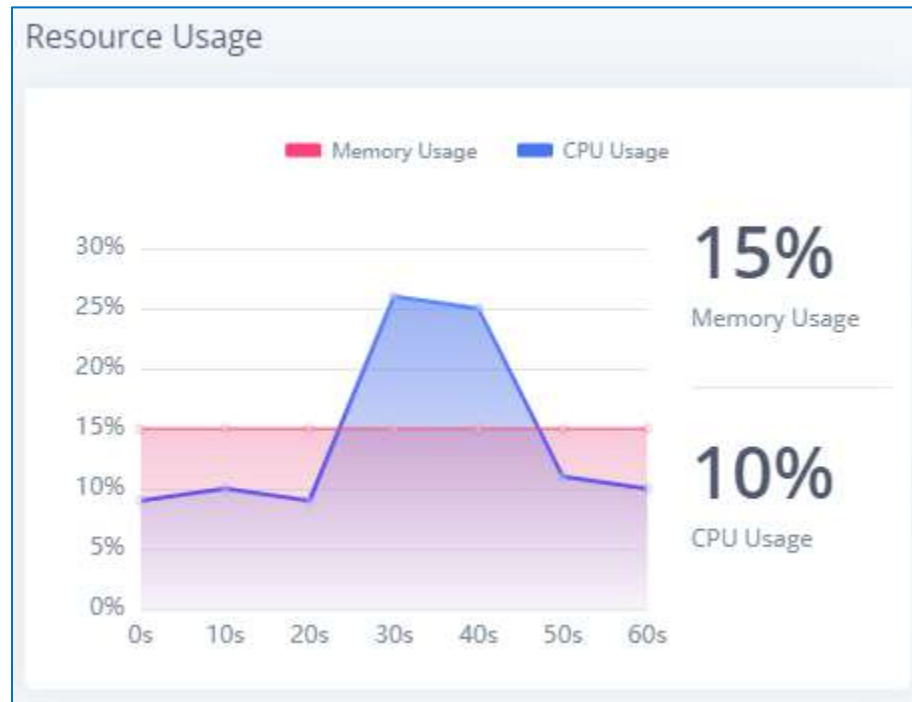 Resource Usage
Memory Usage
CPU Usage
30%
25%
20%
15%
10%
5%
0%
0s 10s 20s 30s 40s 50s 60s
15%
Memory Usage
10%
CPU Usage